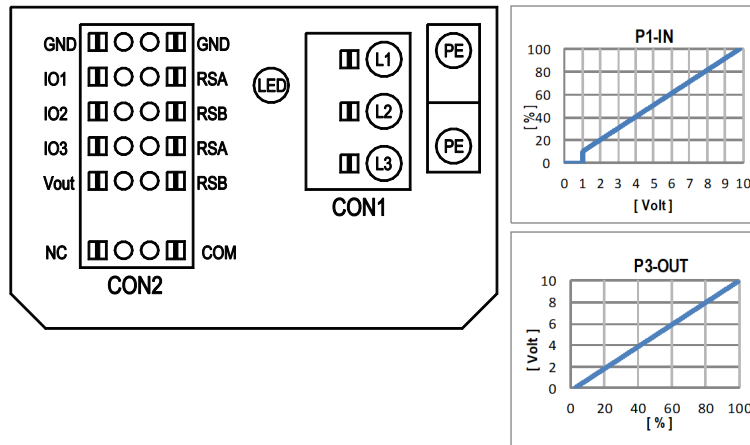 GND GND
IO1 RSA
IO2 RSB
IO3 RSA
Vout RSB
NC COM
CON2
LED
L1
L2
L3
CON1
PE
PE
P1-IN
100
80
60
40
20
0
[ % ]
0 1 2 3 4 5 6 7 8 9 10
[ Volt ]
P3-OUT
10
8
6
4
2
0
[ Volt ]
0 20 40 60 80 100
[ % ]